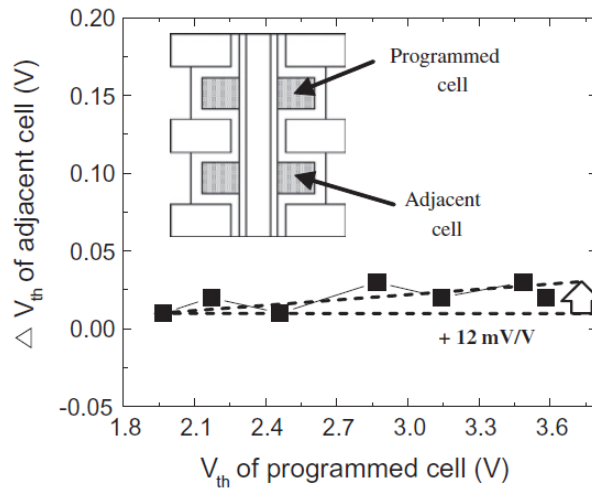 △ V_th of adjacent cell (V)
0.20
0.15
0.10
0.05
0.00
-0.05
Programmed
cell
Adjacent
cell
+ 12 mV/V
1.8 2.1 2.4 2.7 3.0 3.3 3.6
V_th of programmed cell (V)